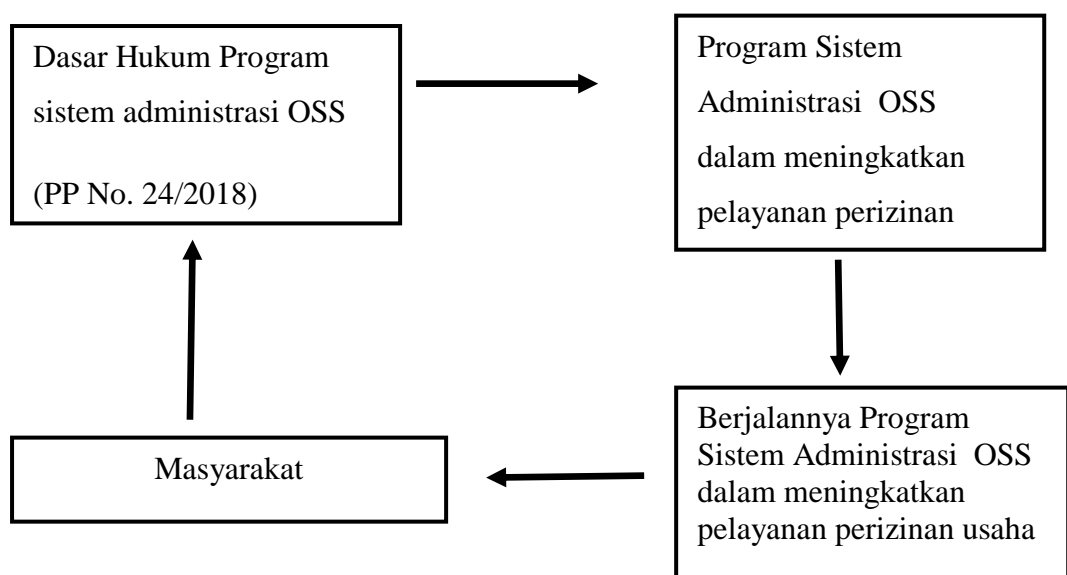 Dasar Hukum Program
sistem administrasi OSS
(PP No. 24/2018)
Program Sistem
Administrasi OSS
dalam meningkatkan
pelayanan perizinan
Masyarakat
Berjalannya Program
Sistem Administrasi OSS
dalam meningkatkan
pelayanan perizinan usaha